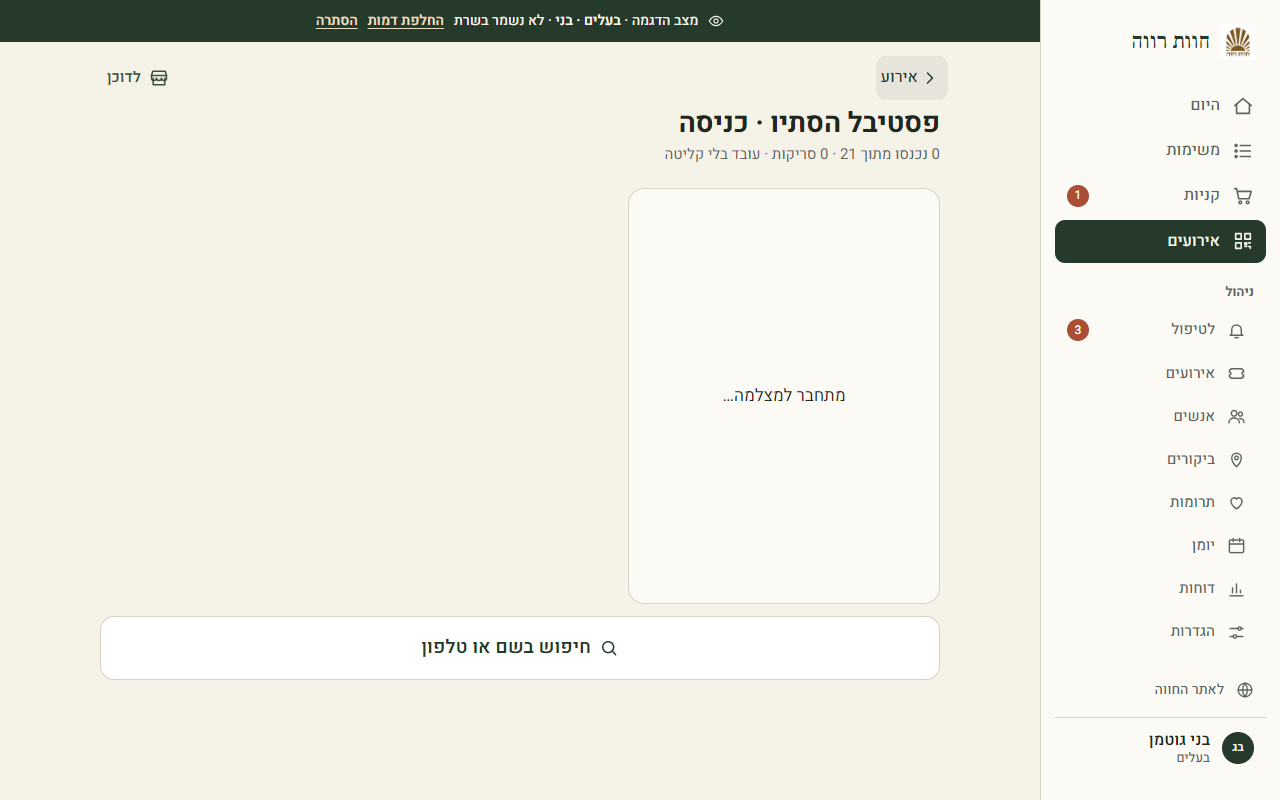 מצב הדגמה · בעלים · בני · לא נשמר בשרת החלפת דמות הסתרה
חוות רווה
היום
משימות
קניות 1
אירועים
ניהול
לטיפול 3
אירועים
אנשים
ביקורים
תרומות
יומן
דוחות
הגדרות
לאתר החווה
בג
בני גוטמן
בעלים
אירוע
לדוכן
פסטיבל הסתיו · כניסה
0 נכנסו מתוך 21 · 0 סריקות · עובד בלי קליטה
מתחבר למצלמה...
חיפוש בשם או טלפון